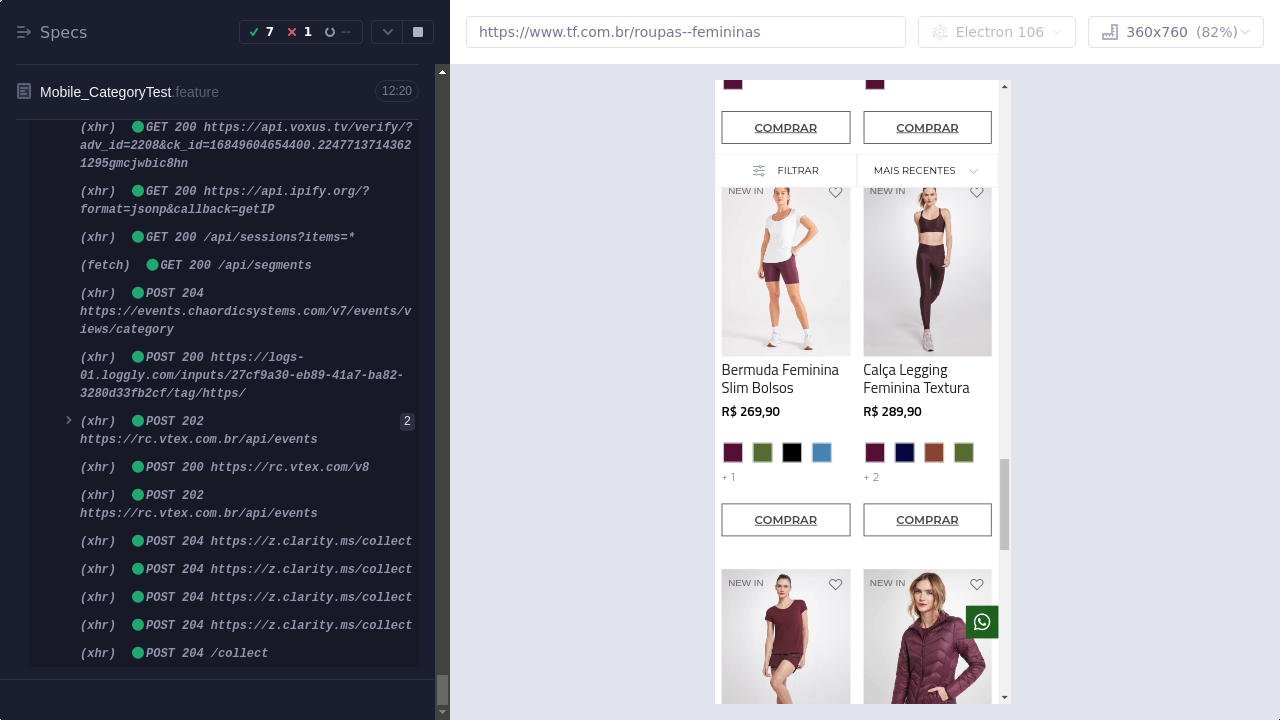 Specs
7
1
--
https://www.tf.com.br/roupas--femininas
Electron 106
360x760 (82%)
Mobile_CategoryTest.feature
12:20
(xhr) GET 200 https://api.voxus.tv/verify/?
adv_id=2208&ck_id=16849604654400.2247713714362
1295gmcjwbic8hn
(xhr) GET 200 https://api.ipify.org/?
format=jsonp&callback=getIP
(xhr) GET 200 /api/sessions?items=*
(fetch) GET 200 /api/segments
(xhr) POST 204
https://events.chaordicsystems.com/v7/events/v
iews/category
(xhr) POST 200 https://logs-
01.loggly.com/inputs/27cf9a30-eb89-41a7-ba82-
3280d33fb2cf/tag/https/
(xhr) POST 202
https://rc.vtex.com.br/api/events
2
(xhr) POST 200 https://rc.vtex.com/v8
(xhr) POST 202
https://rc.vtex.com.br/api/events
(xhr) POST 204 https://z.clarity.ms/collect
(xhr) POST 204 https://z.clarity.ms/collect
(xhr) POST 204 https://z.clarity.ms/collect
(xhr) POST 204 https://z.clarity.ms/collect
(xhr) POST 204 /collect
COMPRAR
COMPRAR
FILTRAR
MAIS RECENTES
NEW IN
NEW IN
Bermuda Feminina
Slim Bolsos
R$ 269,90
+ 1
COMPRAR
Calça Legging
Feminina Textura
R$ 289,90
+ 2
COMPRAR
NEW IN
NEW IN